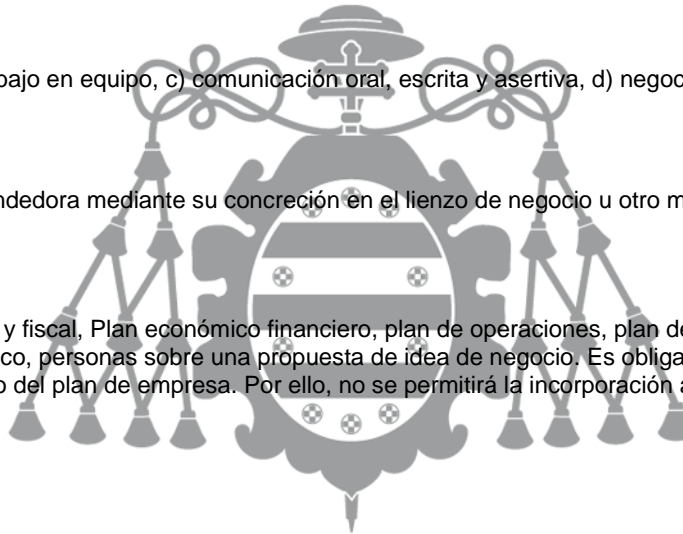 bajo en equipo, c) comunicación oral, escrita y asertiva, d) negoc
ndedora mediante su concreción en el lienzo de negocio u otro m
y fiscal, Plan económico financiero, plan de operaciones, plan de
co, personas sobre una propuesta de idea de negocio. Es obliga
o del plan de empresa. Por ello, no se permitirá la incorporación a